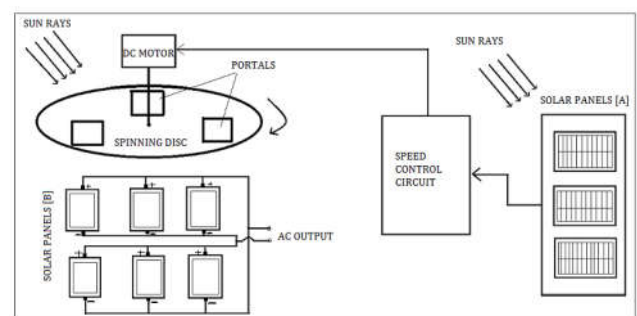 SUN RAYS
DC MOTOR
PORTALS
SUN RAYS
SOLAR PANELS [A]
SPINNING DISC
SPEED
CONTROL
CIRCUIT
SOLAR PANELS [B]
AC OUTPUT